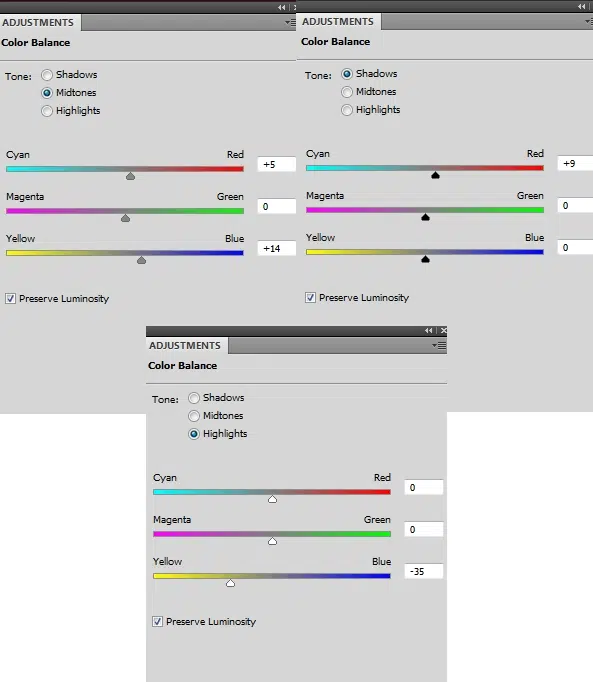 ADJUSTMENTS
Color Balance
Tone:
Shadows
Midtones
Highlights
Cyan Red +5
Magenta Green 0
Yellow Blue +14
Preserve Luminosity
ADJUSTMENTS
Color Balance
Tone:
Shadows
Midtones
Highlights
Cyan Red +9
Magenta Green 0
Yellow Blue 0
Preserve Luminosity
ADJUSTMENTS
Color Balance
Tone:
Shadows
Midtones
Highlights
Cyan Red 0
Magenta Green 0
Yellow Blue -35
Preserve Luminosity